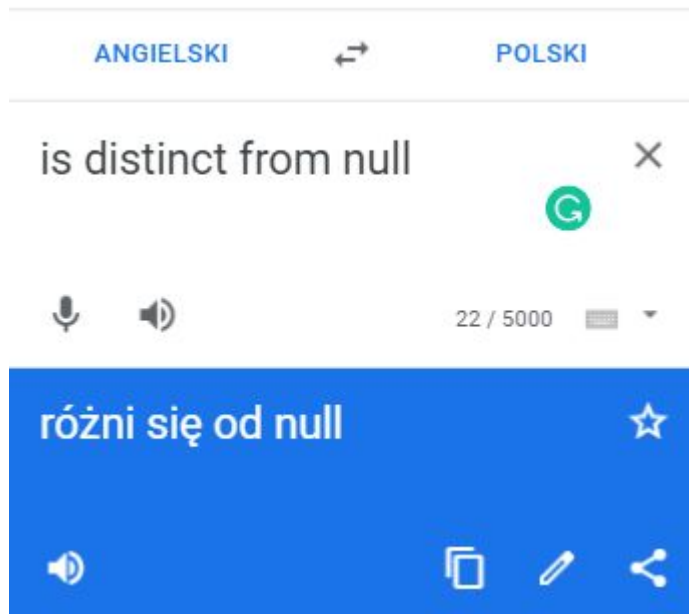 ANGIELSKI POLSKI
is distinct from null
22 / 5000
różni się od null